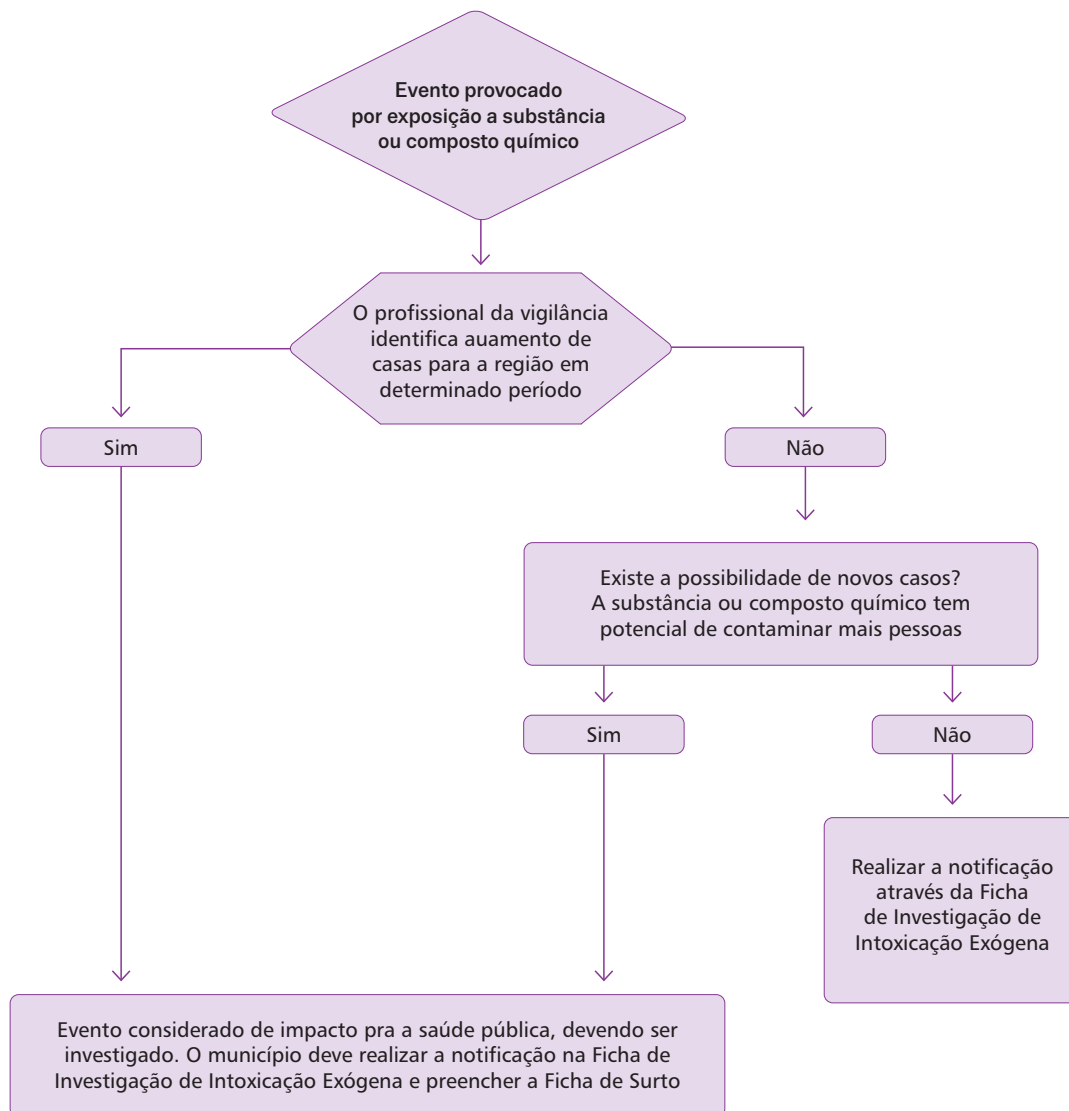 Evento provocado
por exposição a substância
ou composto químico
O profissional da vigilância
identifica auamento de
casas para a região em
determinado período
Sim
Não
Existe a possibilidade de novos casos?
A substância ou composto químico tem
potencial de contaminar mais pessoas
Sim
Não
Realizar a notificação
através da Ficha
de Investigação de
Intoxicação Exógena
Evento considerado de impacto pra a saúde pública, devendo ser
investigado. O município deve realizar a notificação na Ficha de
Investigação de Intoxicação Exógena e preencher a Ficha de Surto